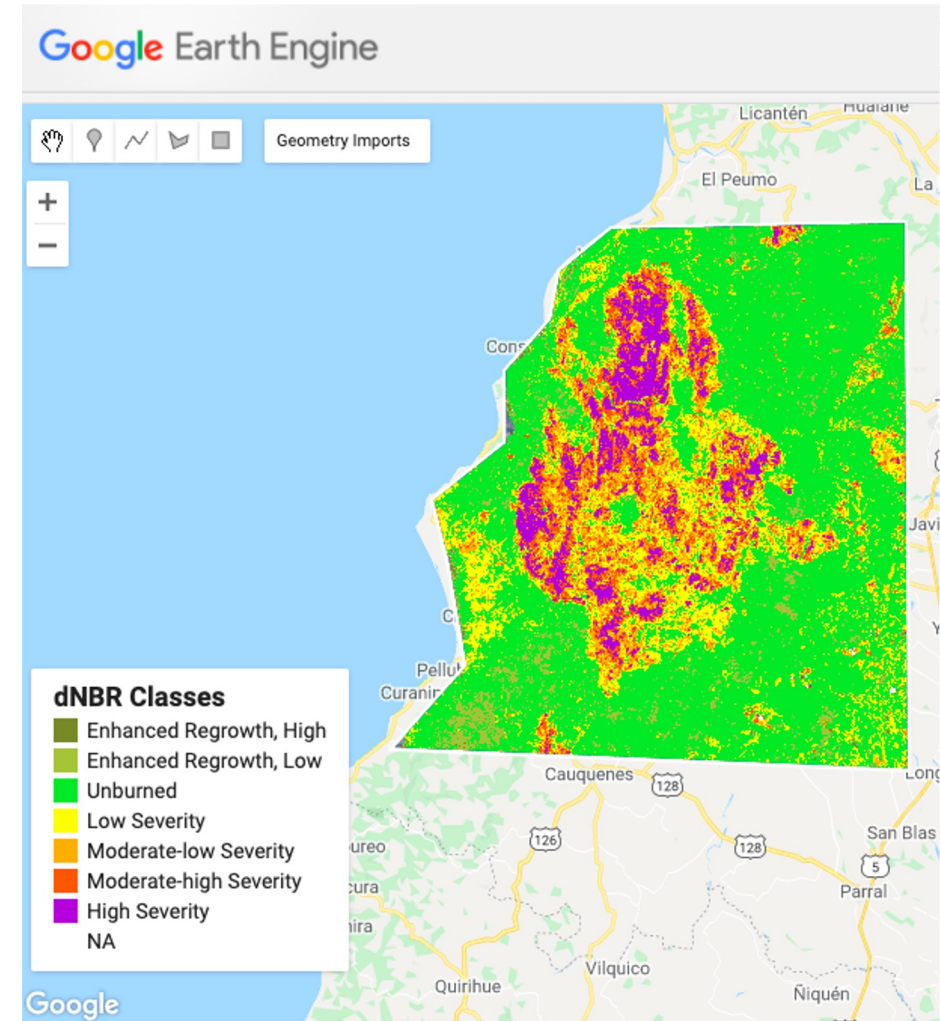 Google Earth Engine
Geometry Imports
+
−
Licantén
El Peumo
La
Cons
Javi
Y
C
Pellu
Curanip
dNBR Classes
Enhanced Regrowth, High
Enhanced Regrowth, Low
Unburned
Low Severity
Moderate-low Severity
Moderate-high Severity
High Severity
NA
Cauquenes
128
126
128
San Blas
5
Parral
Vilquico
Quirihue
Ñiquén
Google